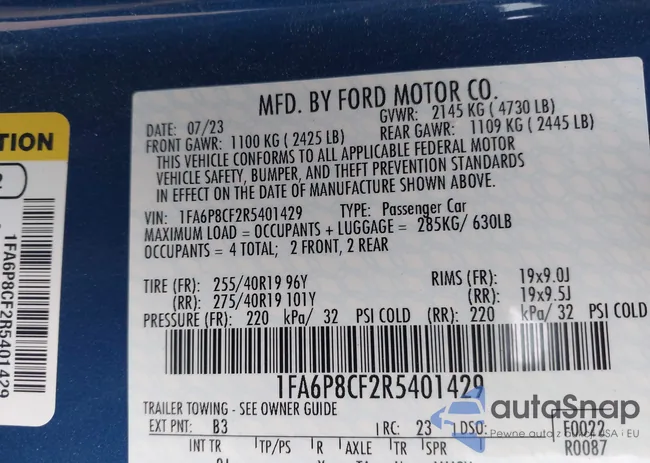 TION
2
1FA6P8CF2R5401429
MFD. BY FORD MOTOR CO.
DATE: 07/23 GVWR: 2145 KG ( 4730 LB)
FRONT GAWR: 1100 KG ( 2425 LB) REAR GAWR: 1109 KG ( 2445 LB)
THIS VEHICLE CONFORMS TO ALL APPLICABLE FEDERAL MOTOR
VEHICLE SAFETY, BUMPER, AND THEFT PREVENTION STANDARDS
IN EFFECT ON THE DATE OF MANUFACTURE SHOWN ABOVE.
VIN: 1FA6P8CF2R5401429 TYPE: Passenger Car
MAXIMUM LOAD = OCCUPANTS + LUGGAGE = 285KG/ 630LB
OCCUPANTS = 4 TOTAL; 2 FRONT, 2 REAR
TIRE (FR): 255/40R19 96Y RIMS (FR): 19x9.0J
(RR): 275/40R19 101Y (RR): 19x9.5J
PRESSURE (FR): 220 kPa/ 32 PSI COLD (RR): 220 kPa/ 32 PSI COLD
1FA6P8CF2R5401429
TRAILER TOWING - SEE OWNER GUIDE
EXT PNT: B3 RC: 23 DSO: F0022
INT TR TP/PS R AXLE TR SPR R0087
autoSnap
Pewne auta z USA i EU